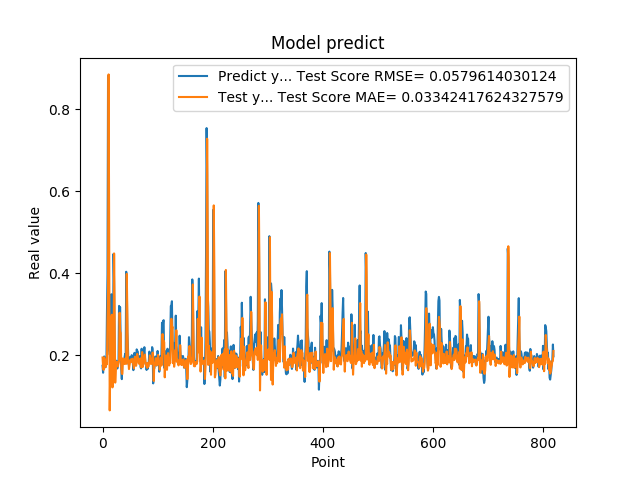 Model predict
Predict y... Test Score RMSE= 0.0579614030124
Test y... Test Score MAE= 0.03342417624327579
Real value
0.8
0.6
0.4
0.2
0
200
400
600
800
Point